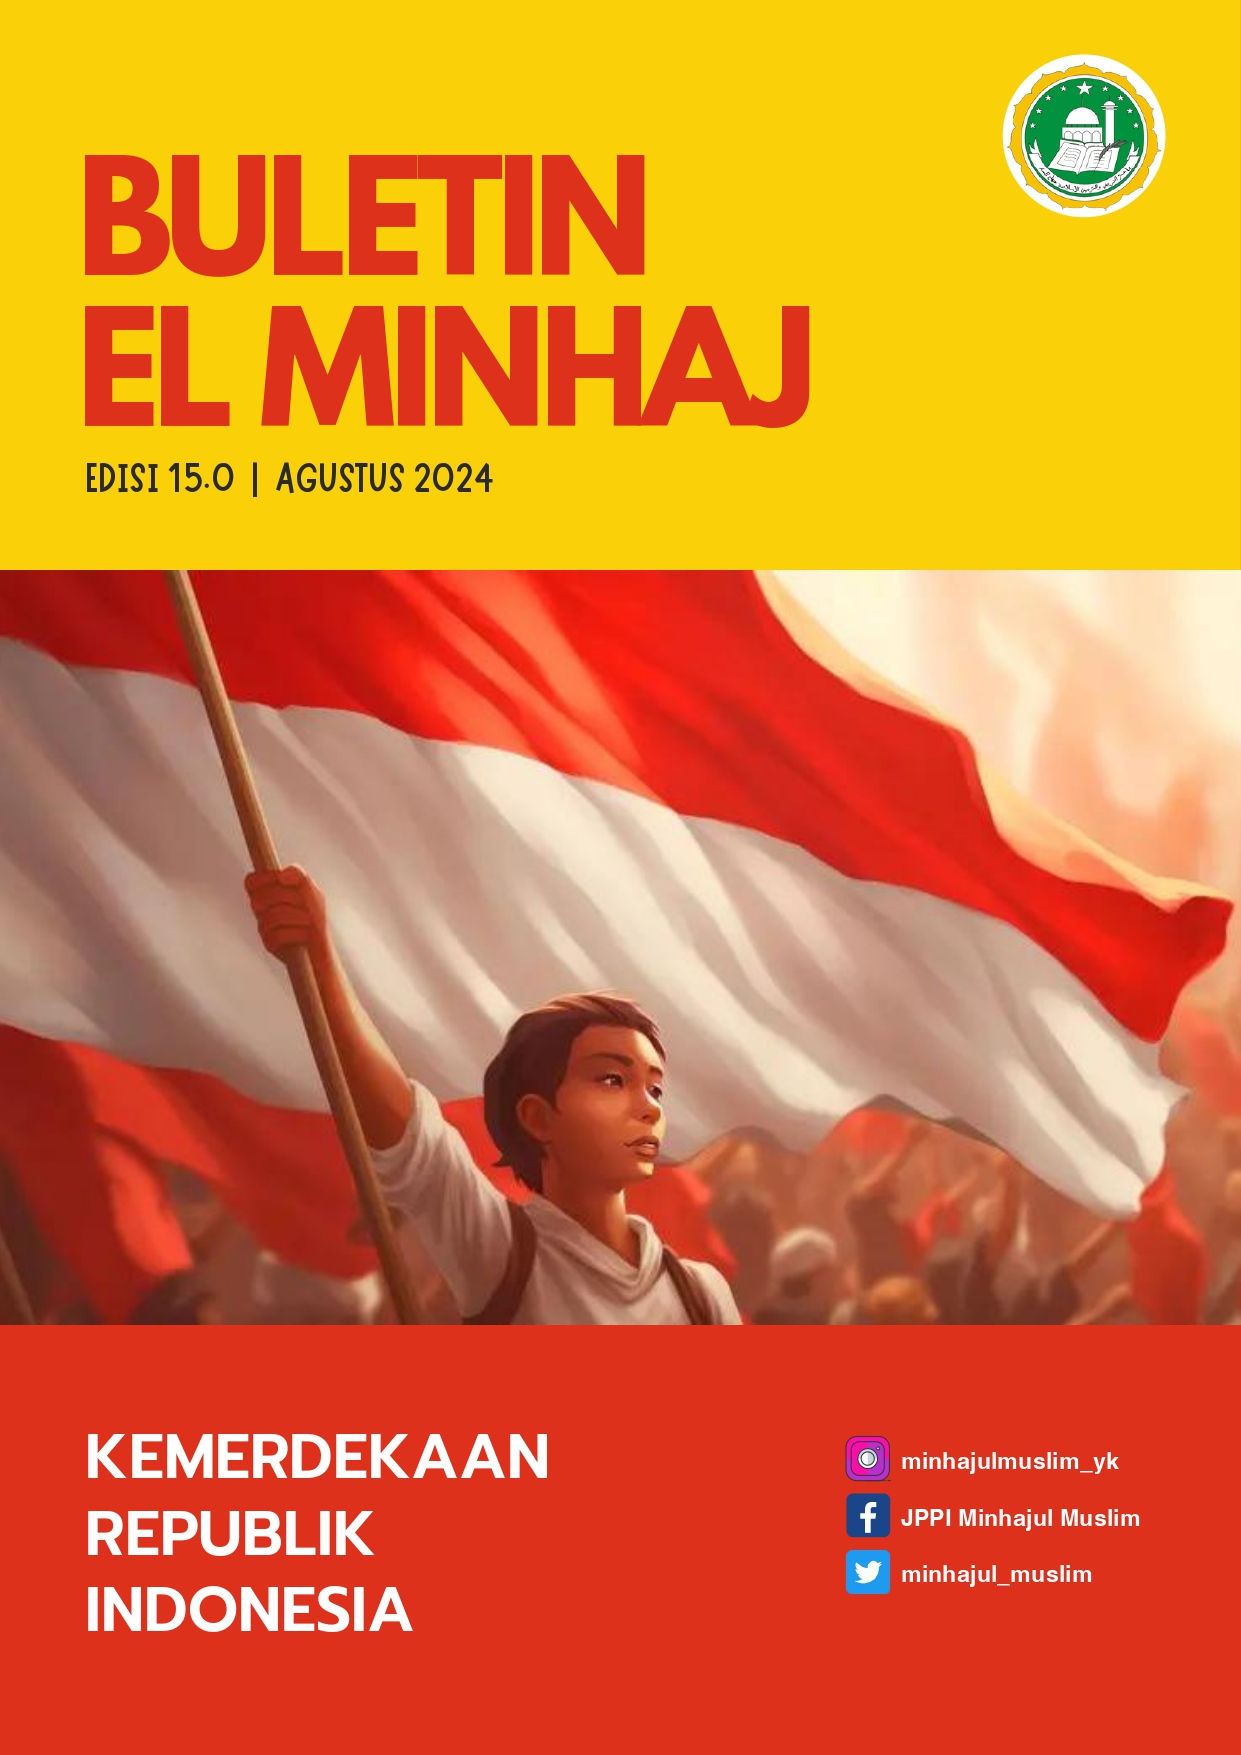 BULETIN
EL MINHAJ
EDISI 15.0 | AGUSTUS 2024
KEMERDEKAAN
REPUBLIK
INDONESIA
minhajulmuslim_yk
JPPI Minhajul Muslim
minhajul_muslim